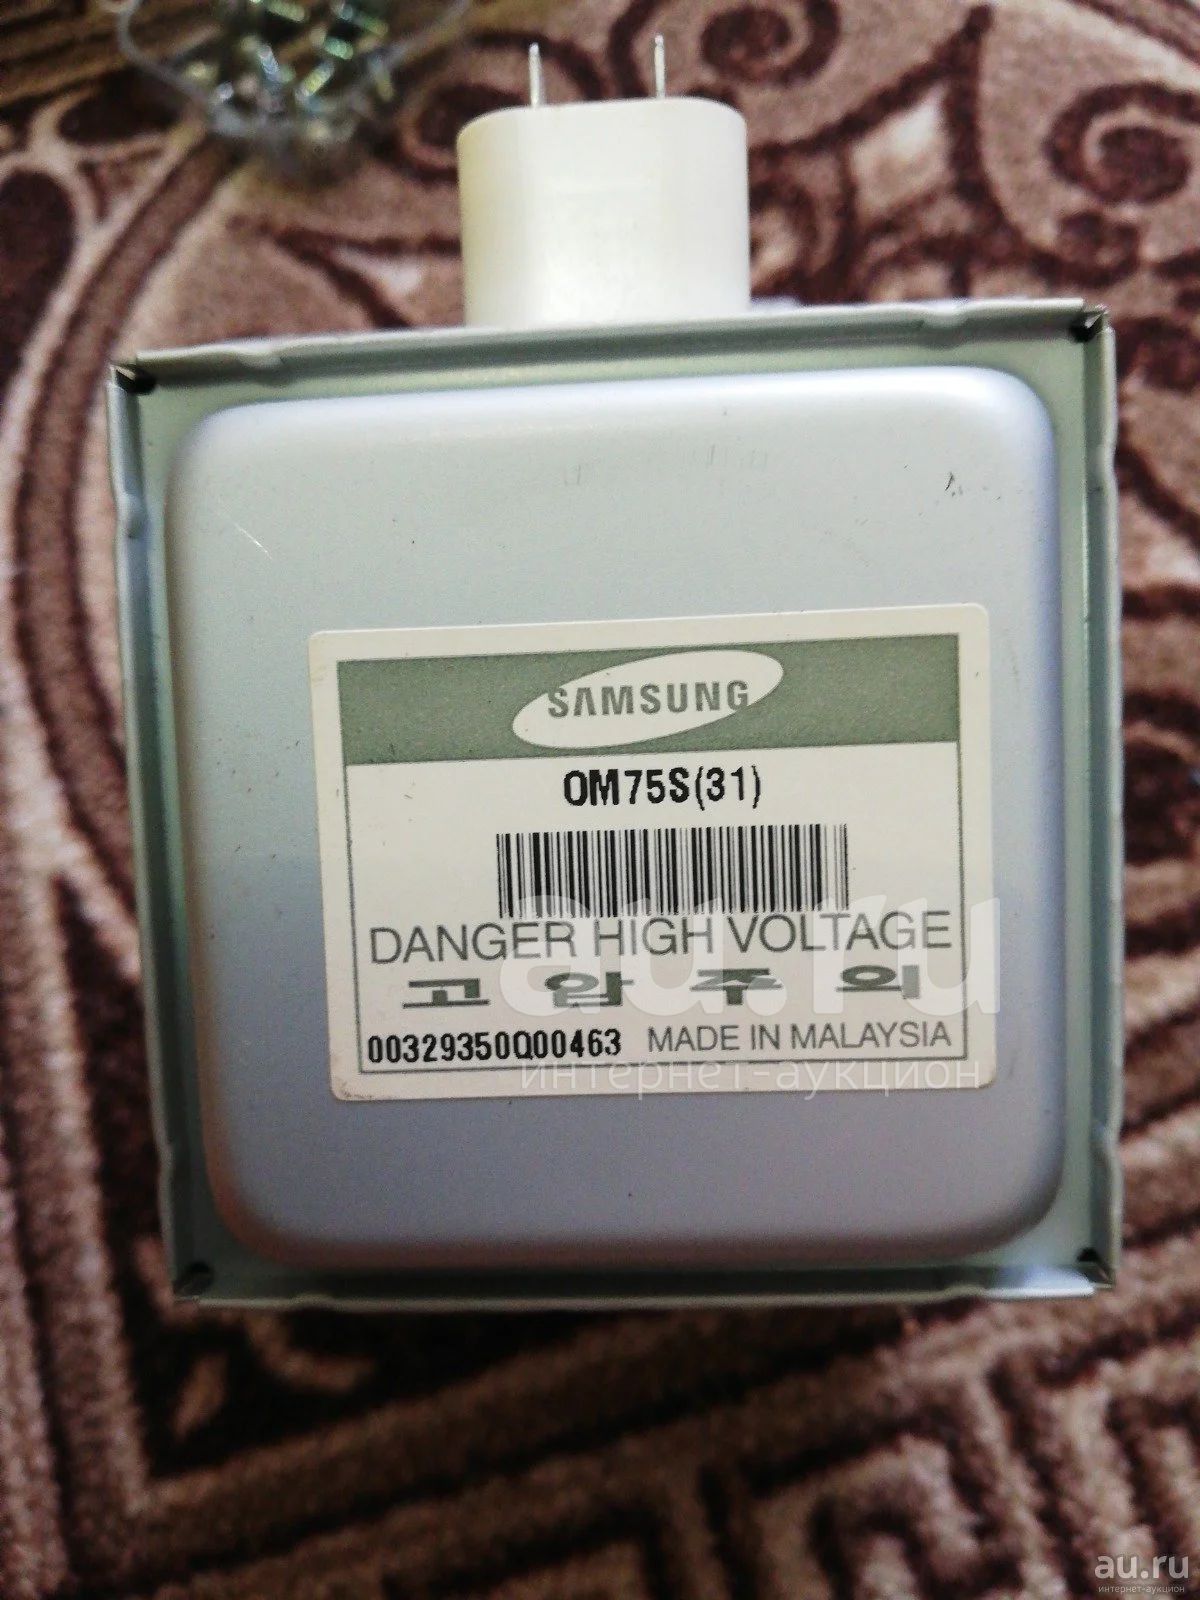 SAMSUNG
OM75S(31)
DANGER HIGH VOLTAGE
고 압 주 의
00329350Q00463 MADE IN MALAYSIA
au.ru
интернет-аукцион
au.ru
интернет-аукцион